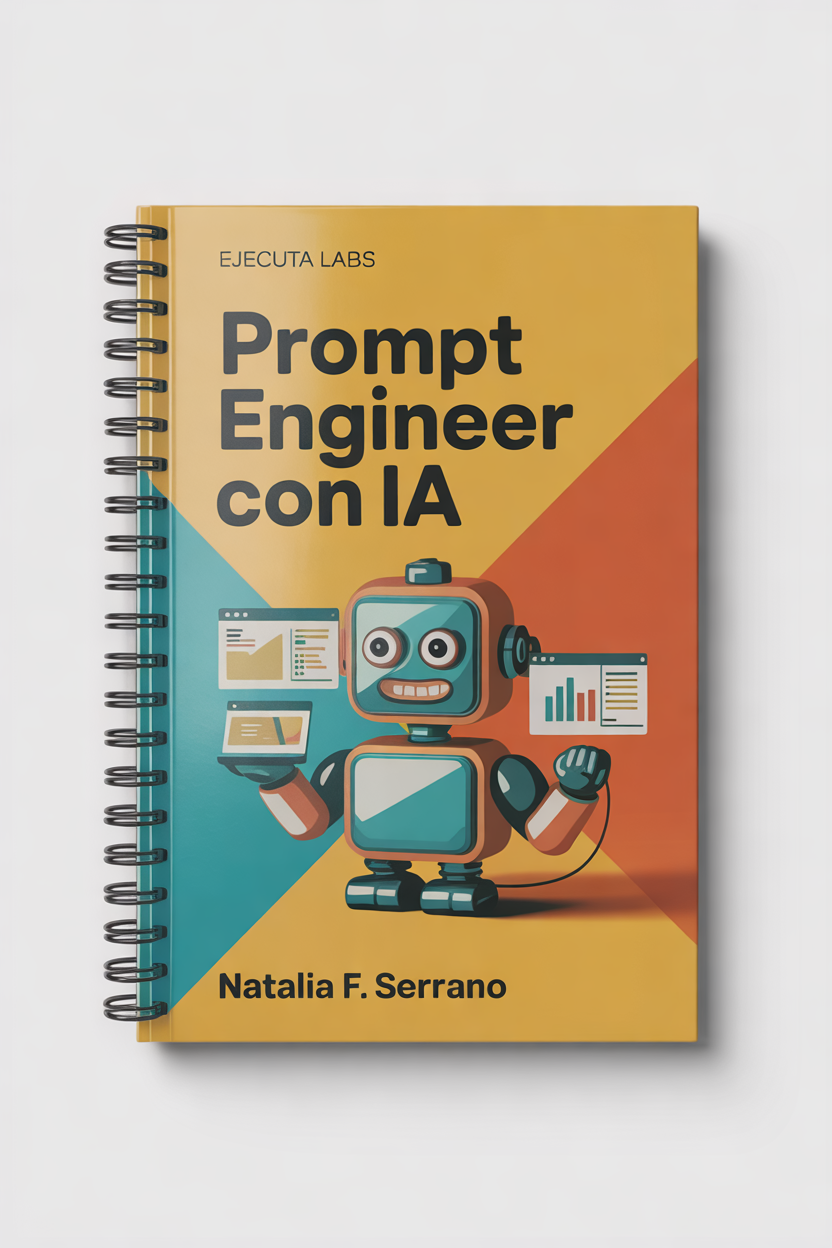 EJECUTA LABS
Prompt
Engineer
con IA
Natalia F. Serrano